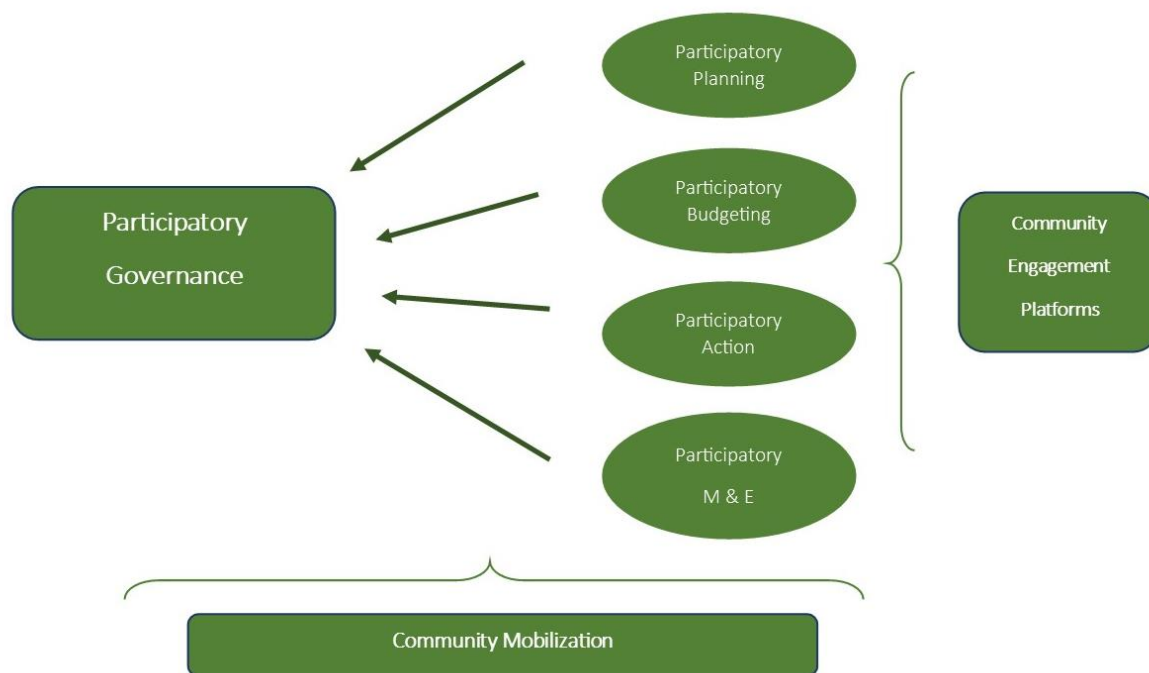 Participatory
Planning
Participatory
Governance
Participatory
Budgeting
Community
Engagement
Platforms
Participatory
Action
Participatory
M & E
Community Mobilization